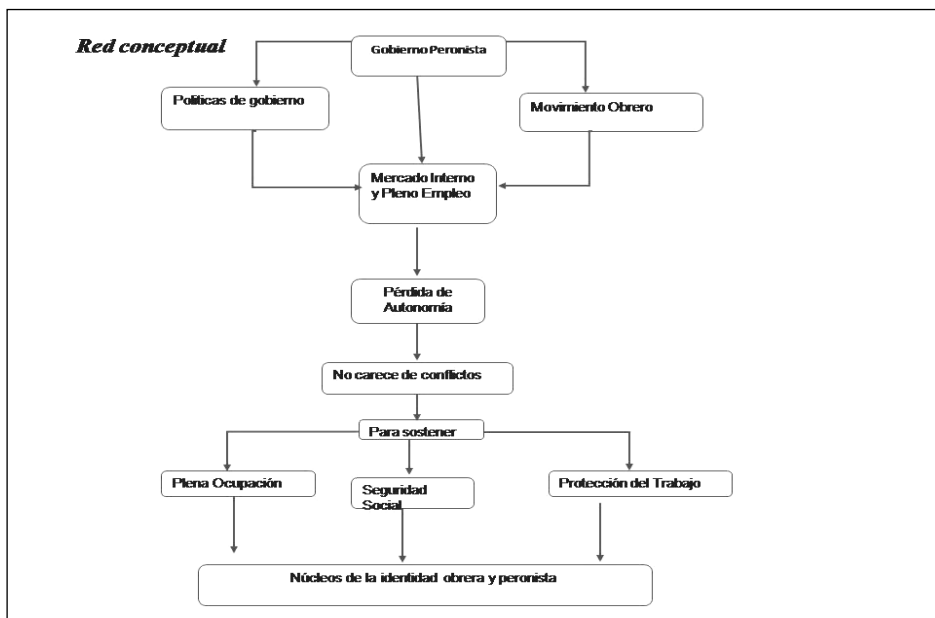 Red conceptual
Gobierno Peronista
Políticas de gobierno
Movimiento Obrero
Mercado Interno
y Pleno Empleo
Pérdida de
Autonomía
No carece de conflictos
Para sostener
Plena Ocupación
Seguridad
Social
Protección del Trabajo
Núcleos de la identidad obrera y peronista